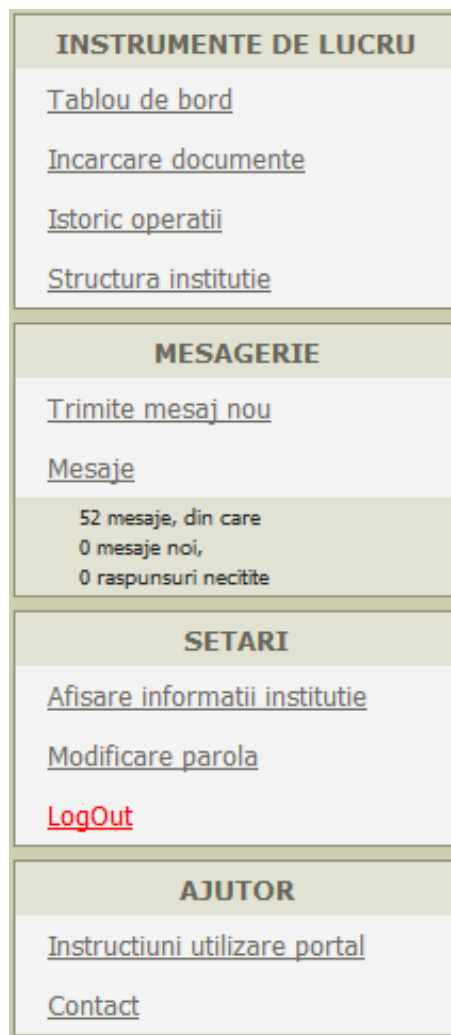 INSTRUMENTE DE LUCRU
Tablou de bord
Incarcare documente
Istoric operatii
Structura institutie
MESAGERIE
Trimite mesaj nou
Mesaje
52 mesaje, din care
0 mesaje noi,
0 raspunsuri necitite
SETARI
Afisare informatii institutie
Modificare parola
LogOut
AJUTOR
Instructiuni utilizare portal
Contact